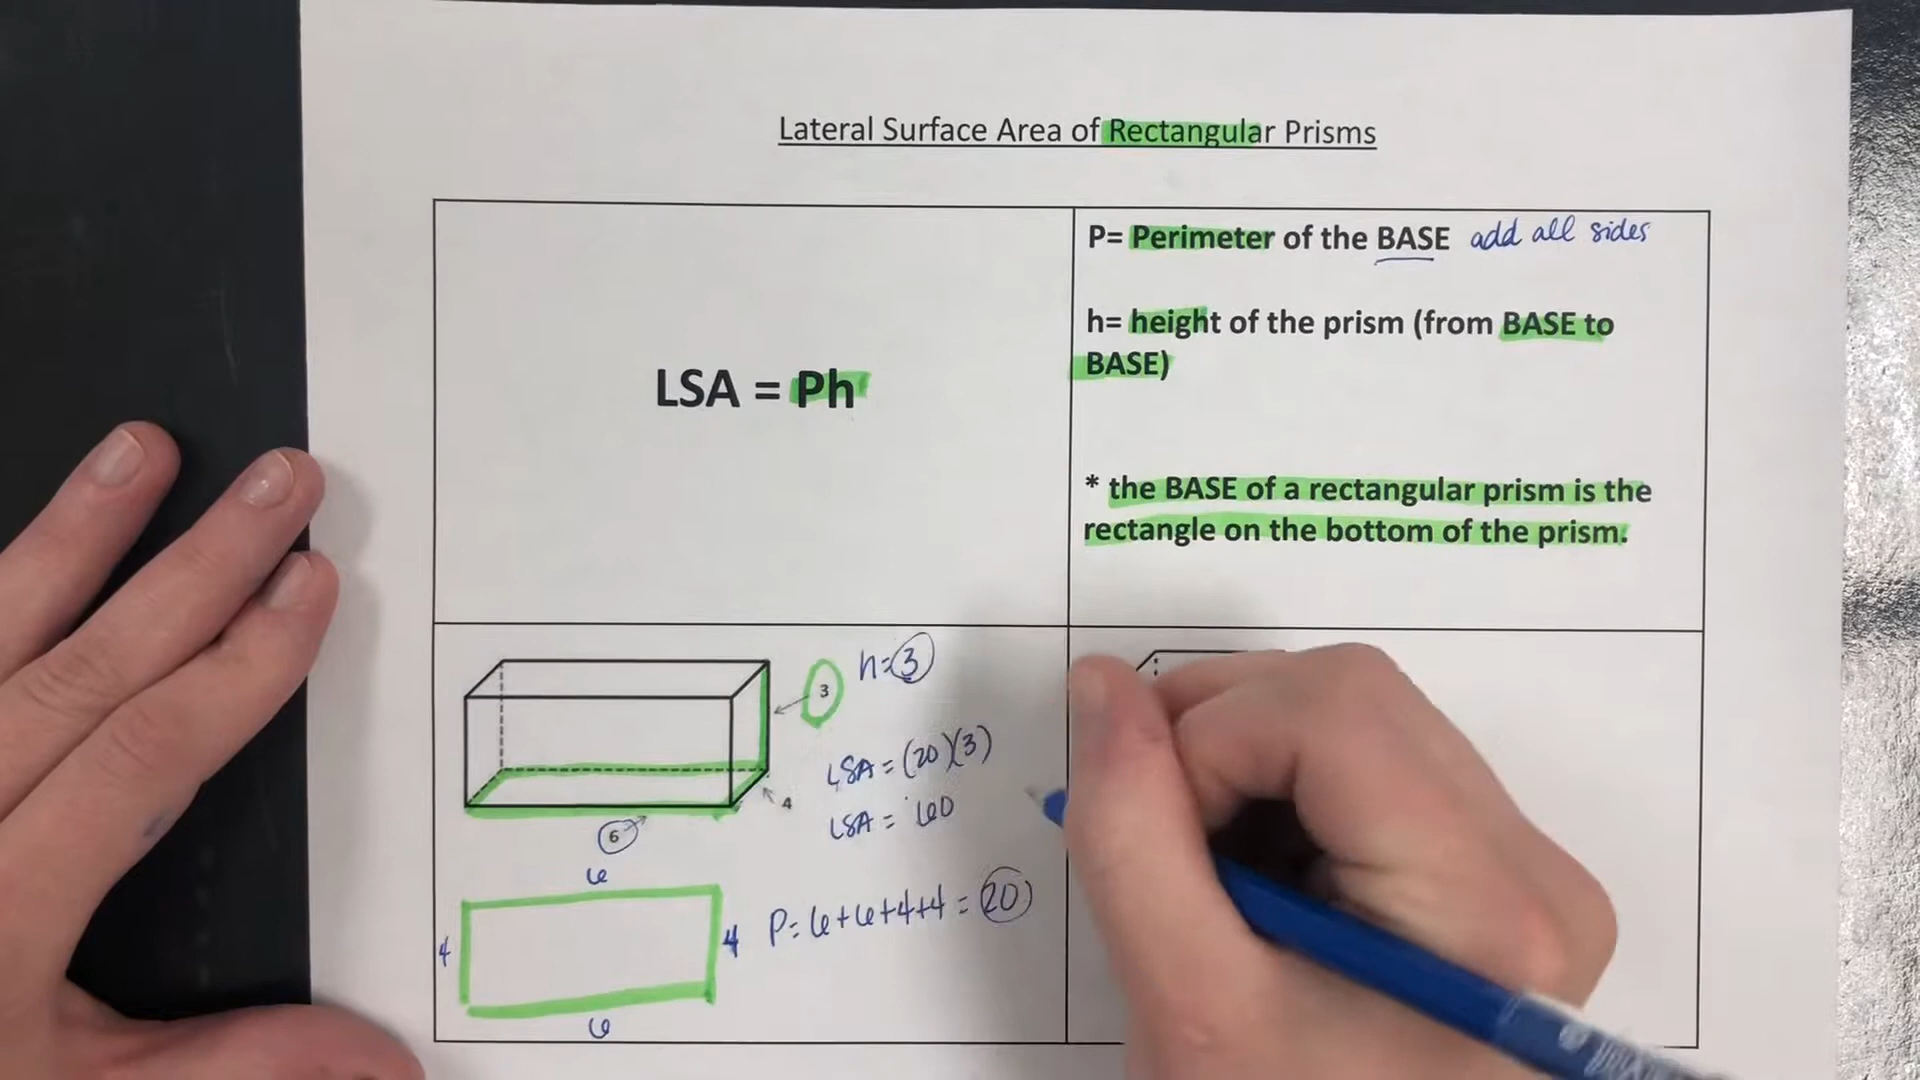 Lateral Surface Area of Rectangular Prisms
LSA = Ph
P= Perimeter of the BASE add all sides
h= height of the prism (from BASE to
BASE)
* the BASE of a rectangular prism is the
rectangle on the bottom of the prism.
3
h=3
LSA = (20)(3)
4
LSA = 60
6
6
4
4
P= 6+6+4+4 = 20
6